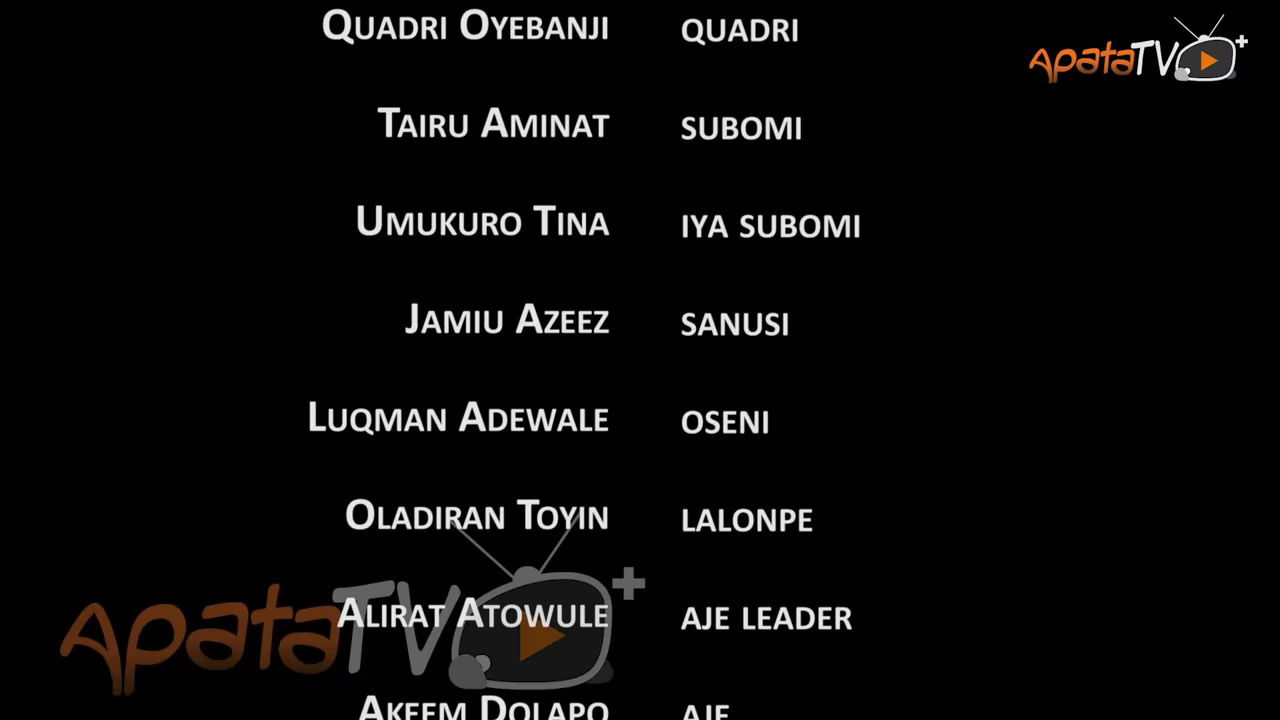 QUADRI OYEBANJI QUADRI
ApataTV+
TAIRU AMINAT SUBOMI
UMUKURO TINA IYA SUBOMI
JAMIU AZEEZ SANUSI
LUQMAN ADEWALE OSENI
OLADIRAN TOYIN LALONPE
ApataTV+
ALIRAT ATOWULE AJE LEADER
AKEEM DOLAPO AJE